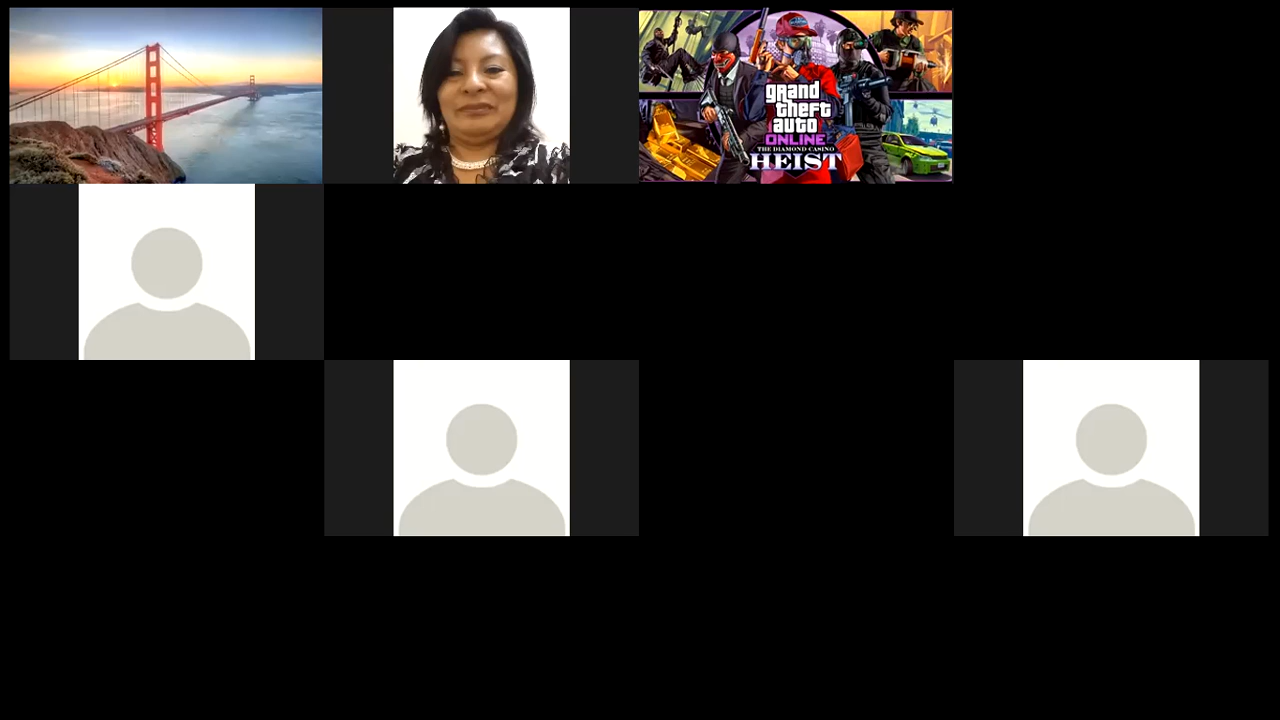 grand
theft
auto
ONLINE
THE DIAMOND CASINO
HEIST